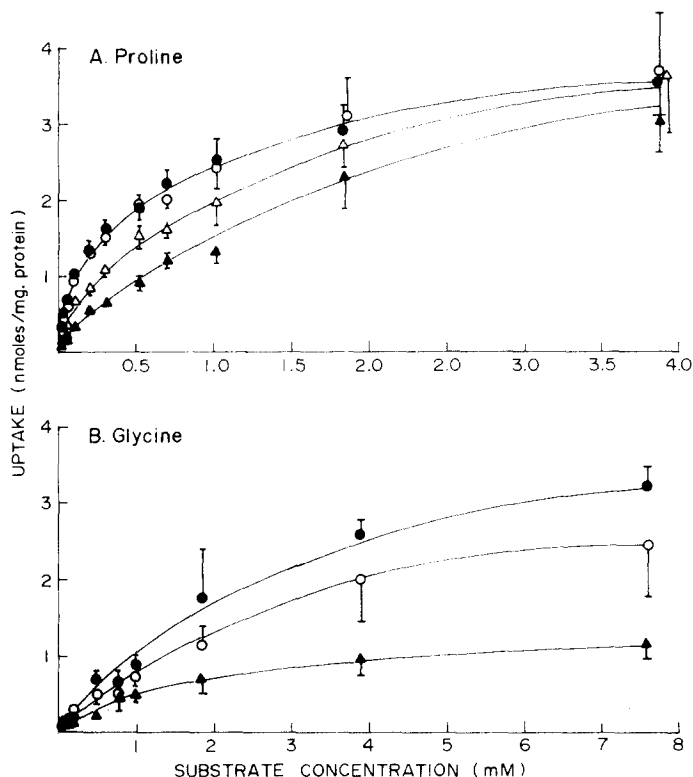 UPTAKE (nmoles/mg. protein)
A. Proline
4
3
2
1
0.5 1.0 1.5 2.0 2.5 3.0 3.5 4.0
B. Glycine
4
3
2
1
0
1 2 3 4 5 6 7 8
SUBSTRATE CONCENTRATION (mM)